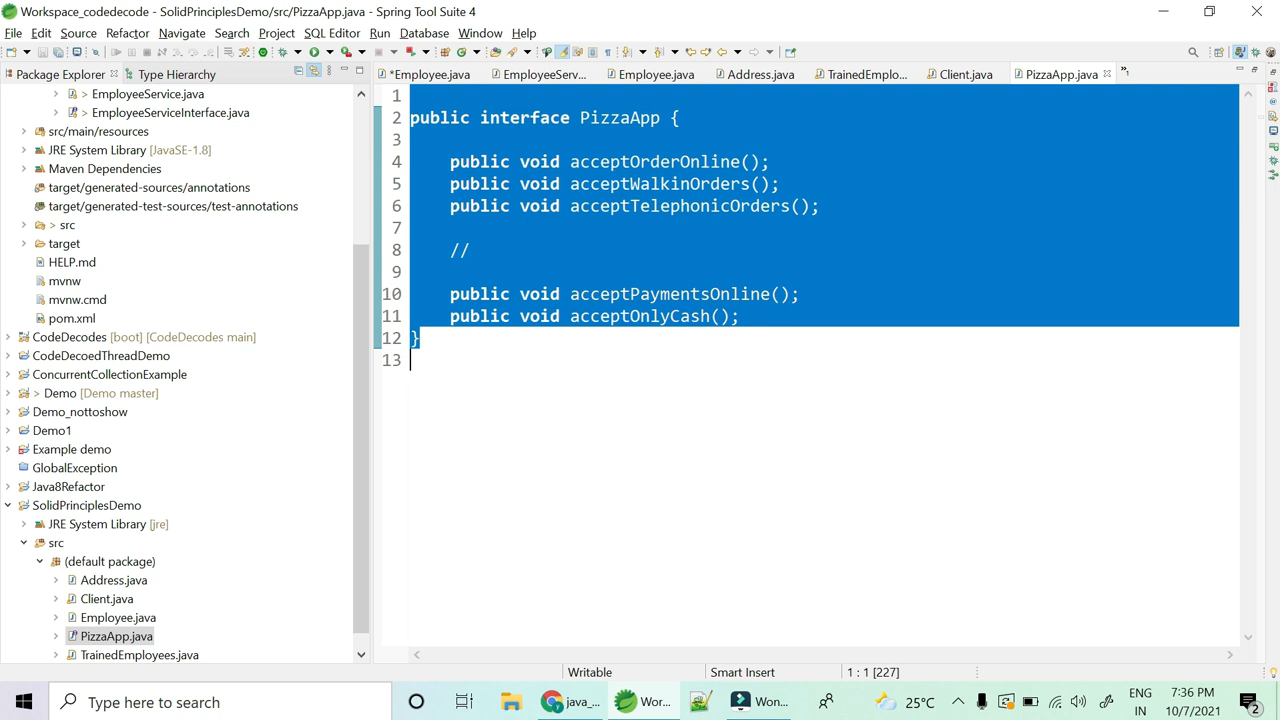 Workspace_codedecode - SolidPrinciplesDemo/src/PizzaApp.java - Spring Tool Suite 4
File Edit Source Refactor Navigate Search Project SQL Editor Run Database Window Help
Package Explorer Type Hierarchy
*Employee.java EmployeeServ... Employee.java Address.java TrainedEmplo... Client.java PizzaApp.java »1
> EmployeeService.java
> EmployeeServiceInterface.java
src/main/resources
JRE System Library [JavaSE-1.8]
Maven Dependencies
target/generated-sources/annotations
target/generated-test-sources/test-annotations
> src
target
HELP.md
mvnw
mvnw.cmd
pom.xml
CodeDecodes [boot] [CodeDecodes main]
CodeDecoedThreadDemo
ConcurrentCollectionExample
> Demo [Demo master]
Demo_nottoshow
Demo1
Example demo
GlobalException
Java8Refactor
SolidPrinciplesDemo
JRE System Library [jre]
src
(default package)
Address.java
Client.java
Employee.java
PizzaApp.java
TrainedEmployees.java
1
2 public interface PizzaApp {
3
4 public void acceptOrderOnline();
5 public void acceptWalkinOrders();
6 public void acceptTelephonicOrders();
7
8 //
9
10 public void acceptPaymentsOnline();
11 public void acceptOnlyCash();
12 }
13
Writable Smart Insert 1 : 1 [227]
Type here to search
java_... Wor... Won... 25°C ENG 7:36 PM
IN 10/7/2021 2